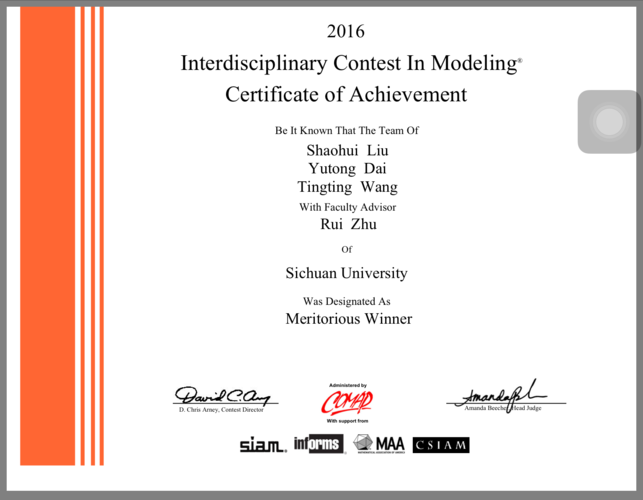 2016
Interdisciplinary Contest In Modeling®
Certificate of Achievement
Be It Known That The Team Of
Shaohui Liu
Yutong Dai
Tingting Wang
With Faculty Advisor
Rui Zhu
Of
Sichuan University
Was Designated As
Meritorious Winner
David C. Arney
D. Chris Arney, Contest Director
Administered by
COMAP
With support from
Amanda Beecher, Head Judge
siam. informs MAA CSIAM
MATHEMATICAL ASSOCIATION OF AMERICA